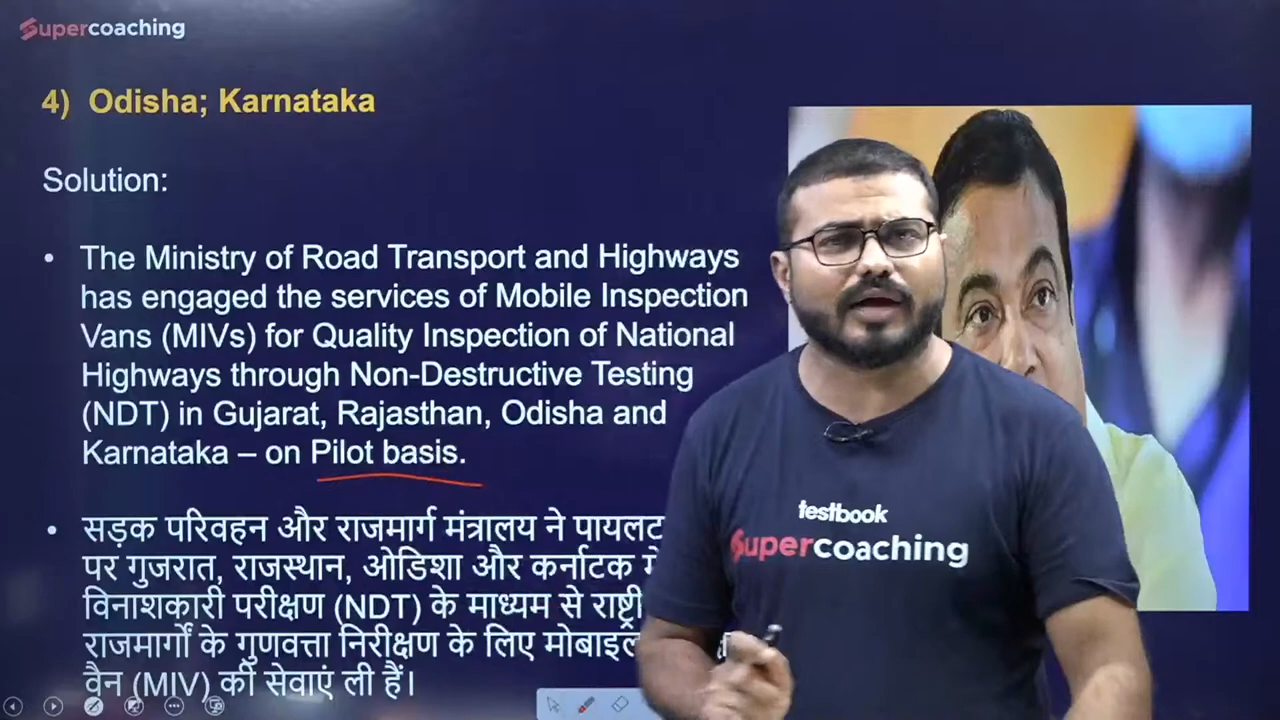 Supercoaching
4) Odisha; Karnataka
Solution:
• The Ministry of Road Transport and Highways
has engaged the services of Mobile Inspection
Vans (MIVs) for Quality Inspection of National
Highways through Non-Destructive Testing
(NDT) in Gujarat, Rajasthan, Odisha and
Karnataka – on Pilot basis.
• सड़क परिवहन और राजमार्ग मंत्रालय ने पायलट
पर गुजरात, राजस्थान, ओडिशा और कर्नाटक
विनाशकारी परीक्षण (NDT) के माध्यम से
राजमार्गों के गुणवत्ता निरीक्षण के लिए
वैन (MIV) की सेवाएं ली हैं।
testbook
Supercoaching